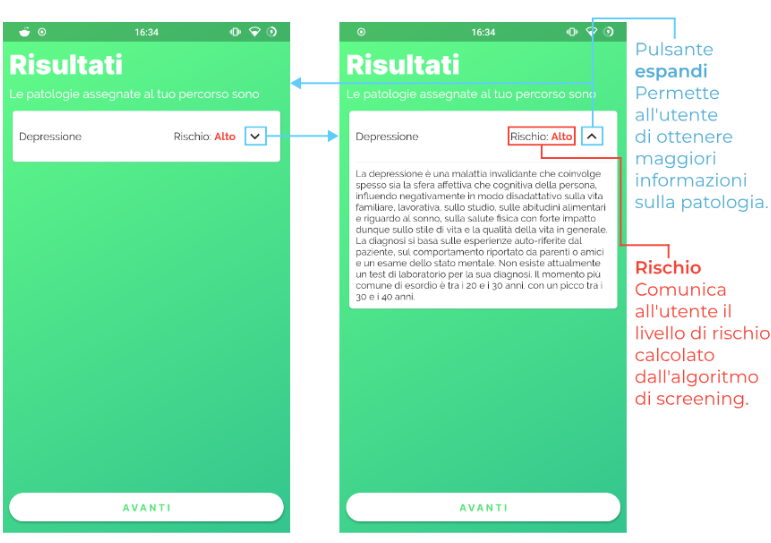 16:34
Risultati
Le patologie assegnate al tuo percorso sono
Depressione
Rischio: Alto
AVANTI
16:34
Risultati
Le patologie assegnate al tuo percorso sono
Depressione
Rischio: Alto
La depressione è una malattia invalidante che coinvolge
spesso sia la sfera affettiva che cognitiva della persona,
influendo negativamente in modo disadattativo sulla vita
familiare, lavorativa, sullo studio, sulle abitudini alimentari
e riguardo al sonno, sulla salute fisica con forte impatto
dunque sullo stile di vita e la qualità della vita in generale.
La diagnosi si basa sulle esperienze auto-riferite dal
paziente, sul comportamento riportato da parenti o amici
e un esame dello stato mentale. Non esiste attualmente
un test di laboratorio per la sua diagnosi. Il momento più
comune di esordio è tra i 20 e i 30 anni, con un picco tra i
30 e i 40 anni.
AVANTI
Pulsante
espandi
Permette
all'utente
di ottenere
maggiori
informazioni
sulla patologia.
Rischio
Comunica
all'utente il
livello di rischio
calcolato
dall'algoritmo
di screening.